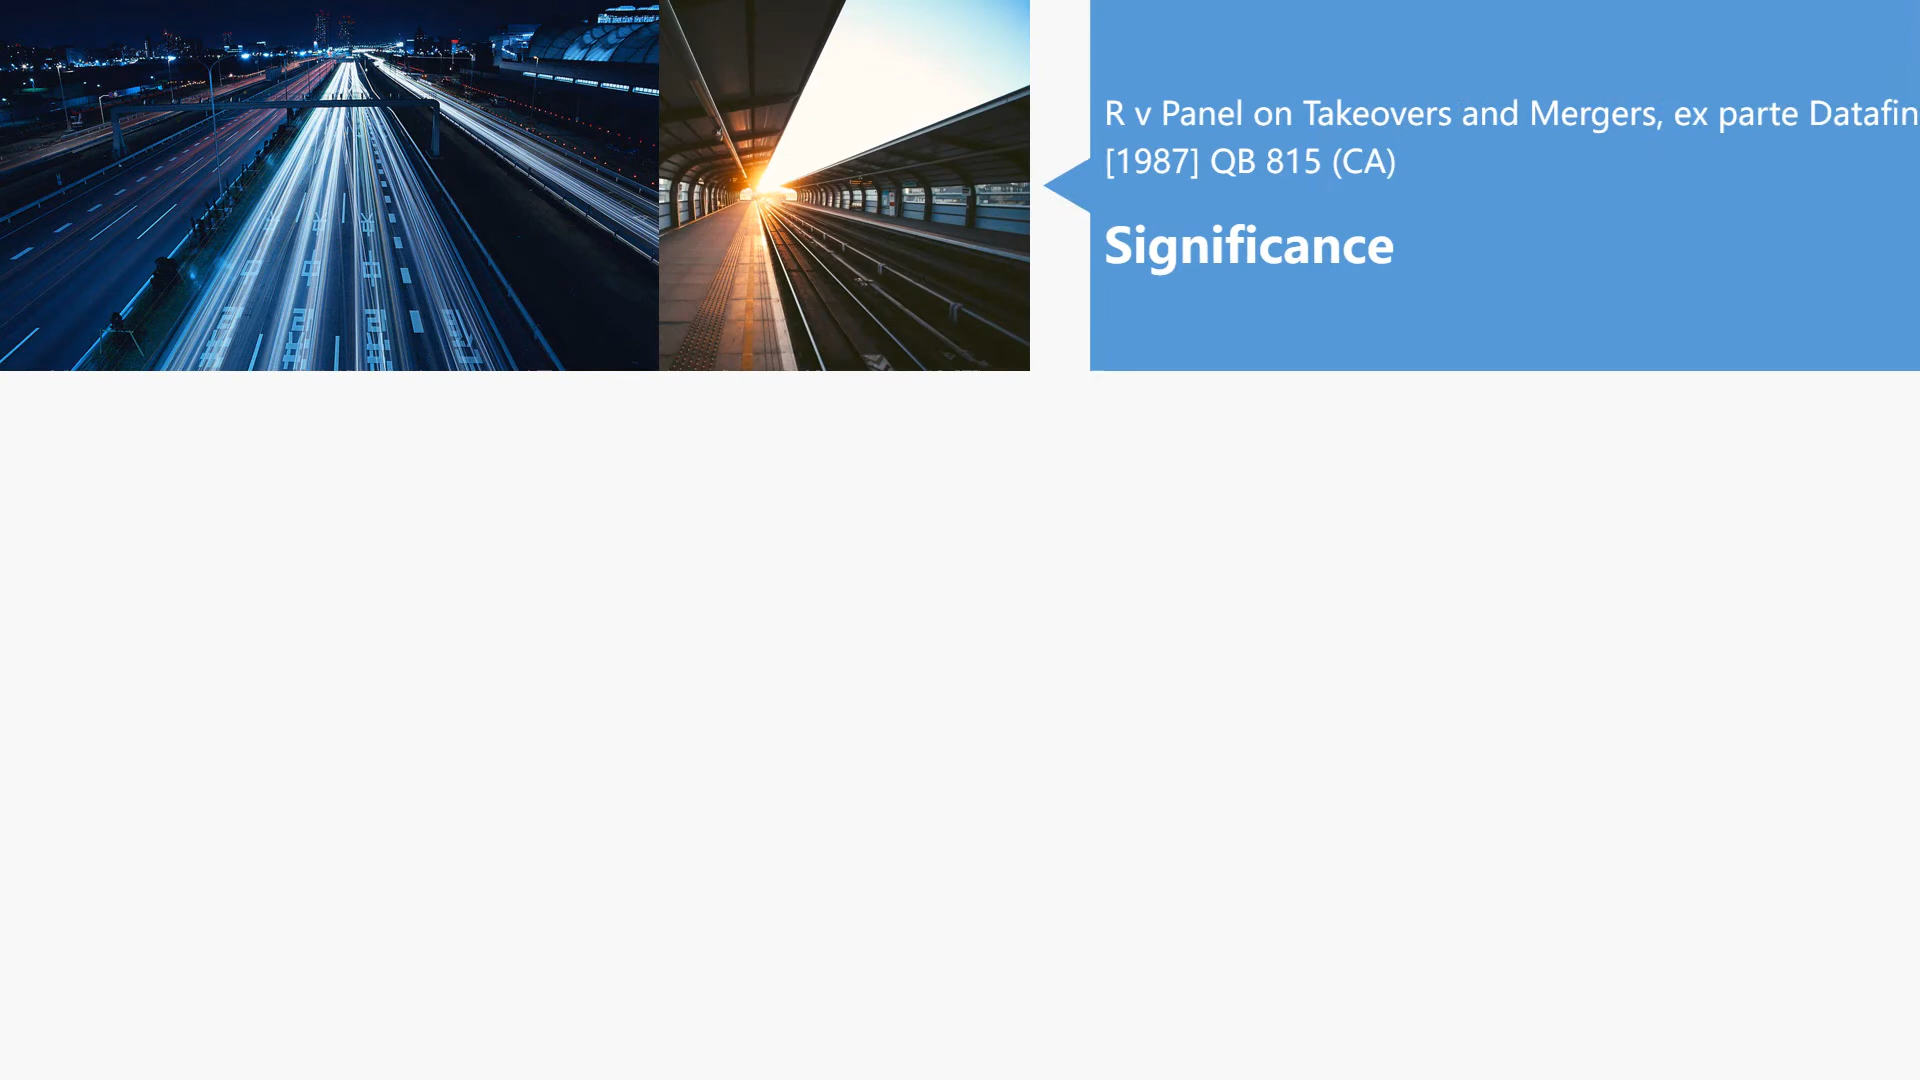 R v Panel on Takeovers and Mergers, ex parte Datafin
[1987] QB 815 (CA)
Significance